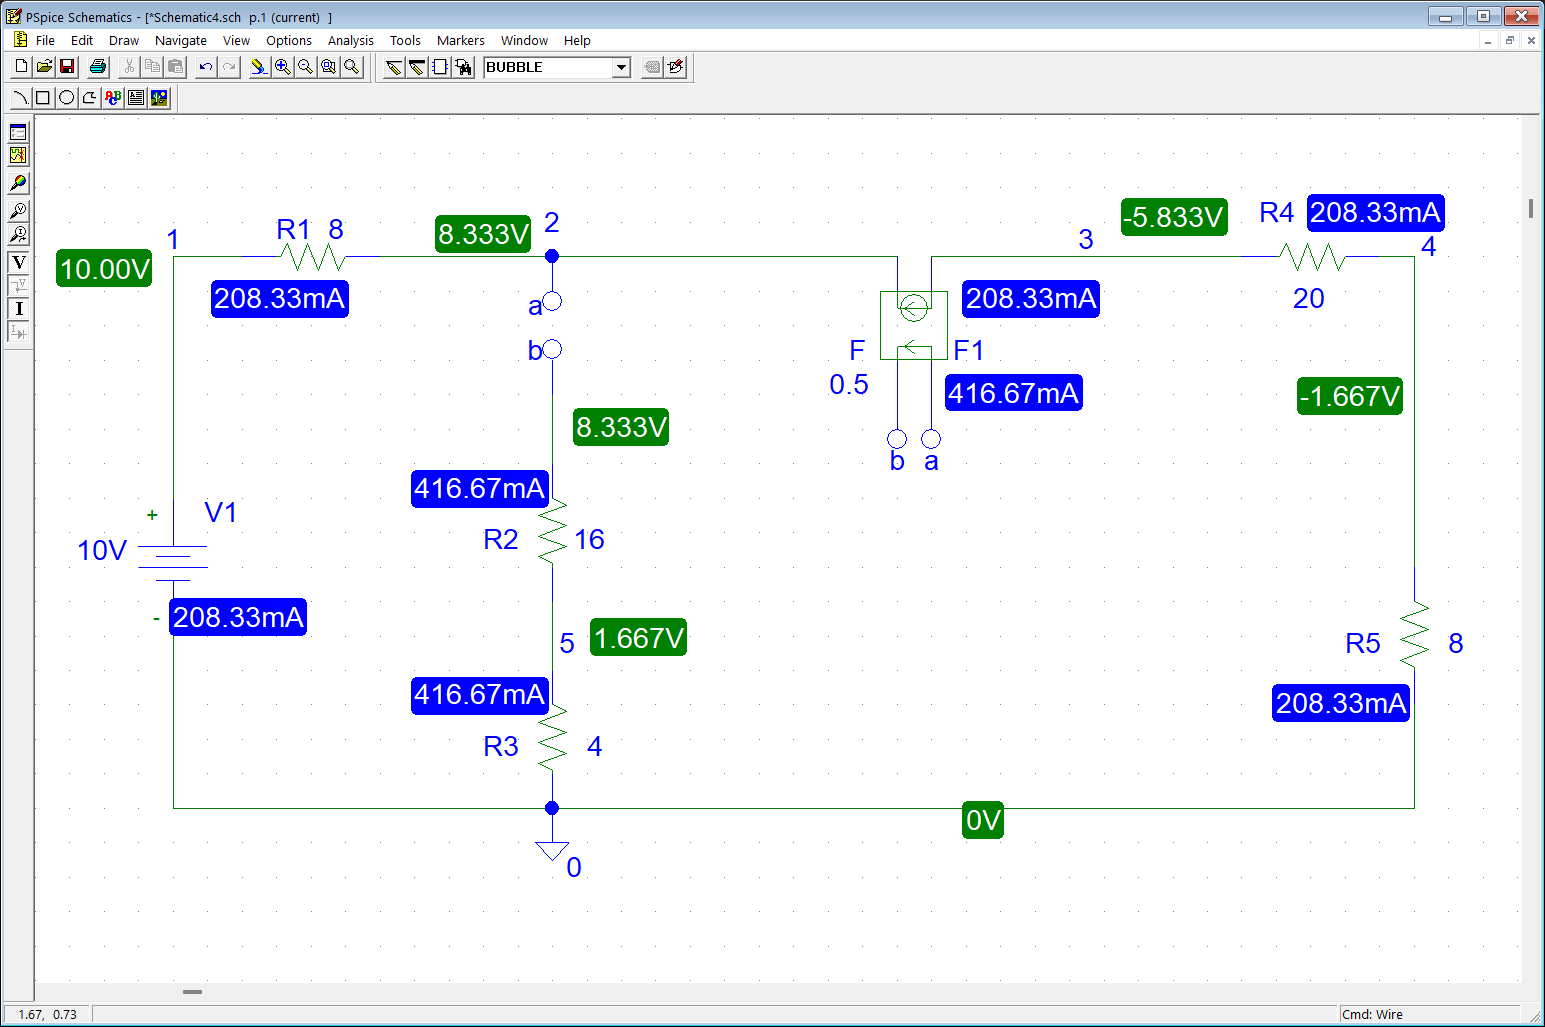 PSpice Schematics - [*Schematic4.sch  p.1 (current)  ]
File Edit Draw Navigate View Options Analysis Tools Markers Window Help
BUBBLE
ABC
V
I
1
R1 8
8.333V
2
-5.833V
R4
208.33mA
3
4
10.00V
208.33mA
a
208.33mA
20
b
F
F1
0.5
416.67mA
-1.667V
8.333V
b a
416.67mA
+
V1
R2
16
10V
- 208.33mA
5
1.667V
R5
8
416.67mA
208.33mA
R3
4
0V
0
1.67, 0.73
Cmd: Wire